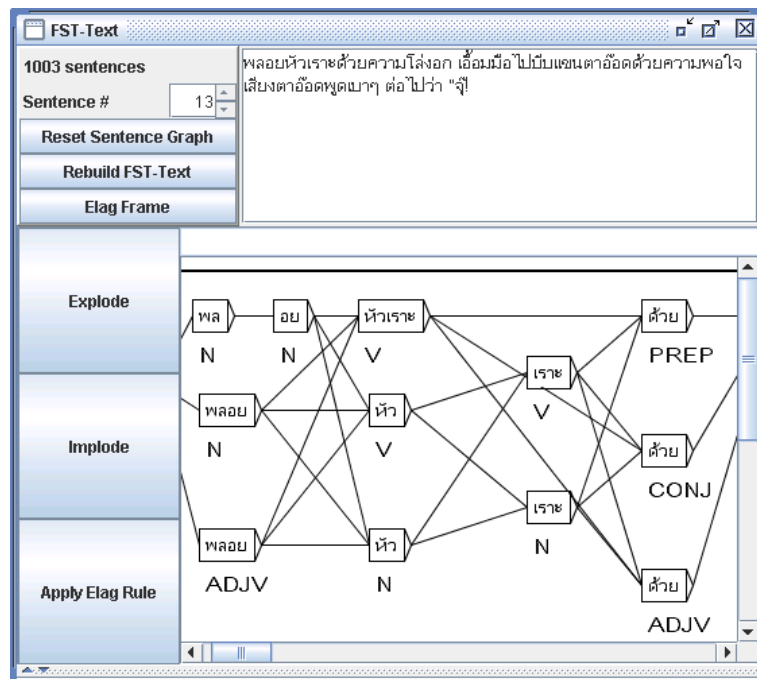 FST-Text
1003 sentences
Sentence # 13
Reset Sentence Graph
Rebuild FST-Text
Elag Frame
พลอยหัวเราะด้วยความโล่งอก เอื้อมมือไปบีบแขนตาอ๊อดด้วยความพอใจ
เสียงตาอ๊อดพูดเบาๆ ต่อไปว่า "จุ๊!
Explode
Implode
Apply Elag Rule
พล อย หัวเราะ ด้วย
N N V PREP
เราะ
V
พลอย หัว
N V
ด้วย
CONJ
เราะ
N
พลอย หัว
ADJV N
ด้วย
ADJV